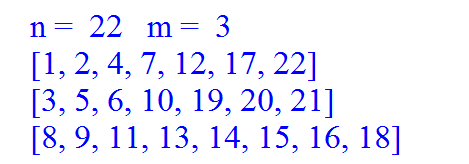 n = 22 m = 3
[1, 2, 4, 7, 12, 17, 22]
[3, 5, 6, 10, 19, 20, 21]
[8, 9, 11, 13, 14, 15, 16, 18]